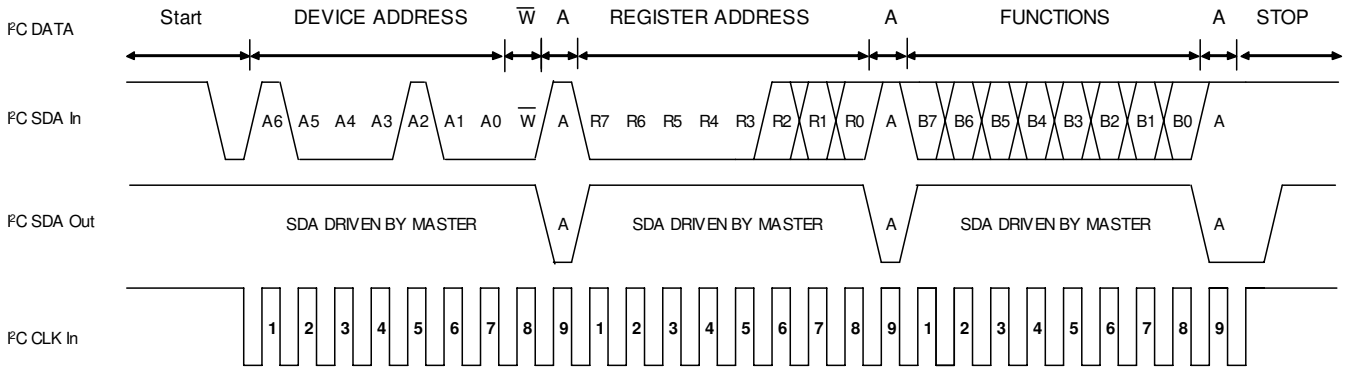 Start DEVICE ADDRESS W̅ A REGISTER ADDRESS A FUNCTIONS A STOP
I²C DATA
I²C SDA In A6 A5 A4 A3 A2 A1 A0 W̅ A R7 R6 R5 R4 R3 R2 R1 R0 A B7 B6 B5 B4 B3 B2 B1 B0 A
I²C SDA Out SDA DRIVEN BY MASTER A SDA DRIVEN BY MASTER A SDA DRIVEN BY MASTER A
I²C CLK In 1 2 3 4 5 6 7 8 9 1 2 3 4 5 6 7 8 9 1 2 3 4 5 6 7 8 9